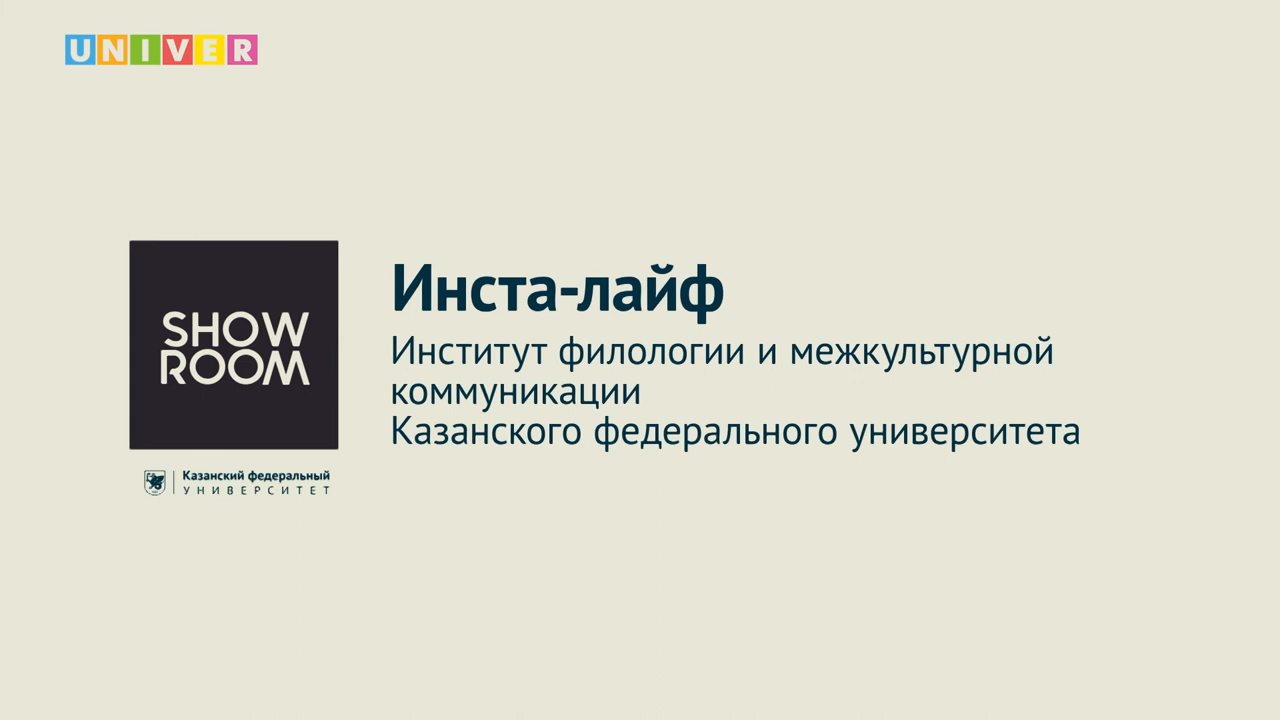 UNIVER
SHOW
ROOM
Казанский федеральный
УНИВЕРСИТЕТ
Инста-лайф
Институт филологии и межкультурной
коммуникации
Казанского федерального университета